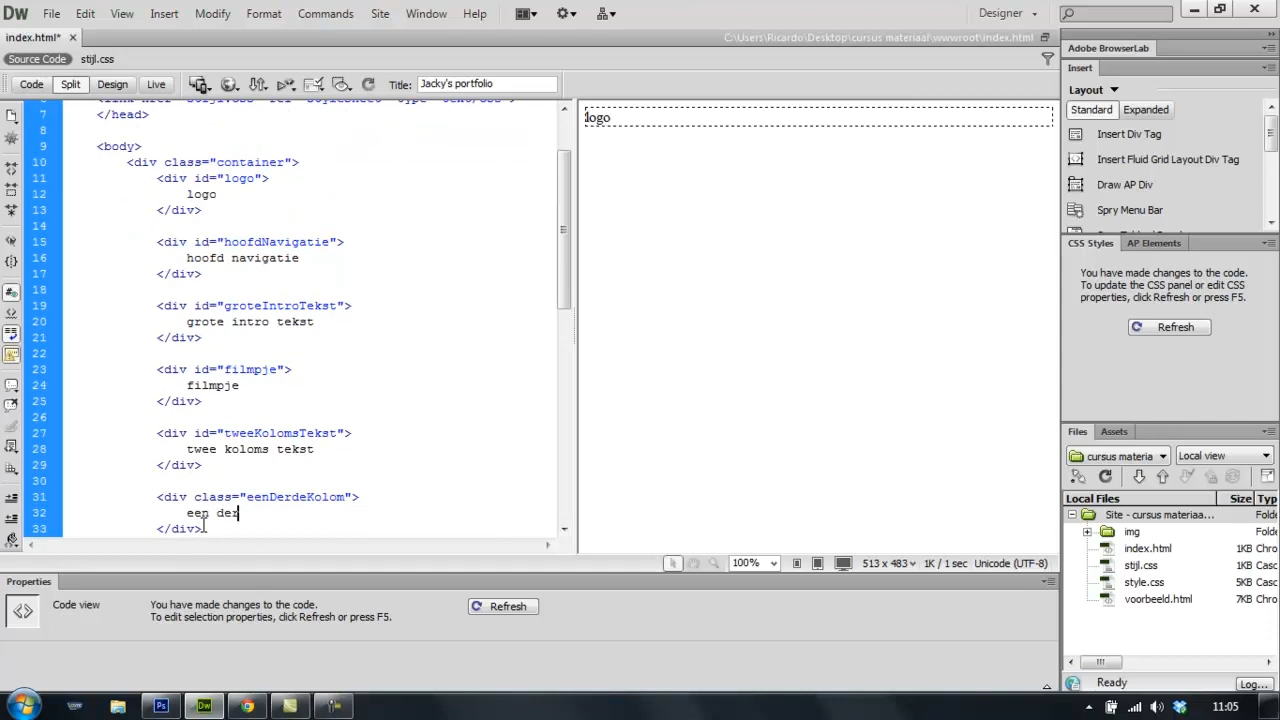 DW File Edit View Insert Modify Format Commands Site Window Help Designer
index.html* C:\Users\Ricardo\Desktop\cursus materiaal\wwwroot\index.html
Source Code stijl.css
Code Split Design Live Title: Jacky's portfolio
7 </head>
8
9 <body>
10 <div class="container">
11 <div id="logo">
12 logo
13 </div>
14
15 <div id="hoofdNavigatie">
16 hoofd navigatie
17 </div>
18
19 <div id="groteIntroTekst">
20 grote intro tekst
21 </div>
22
23 <div id="filmpje">
24 filmpje
25 </div>
26
27 <div id="tweeKolomsTekst">
28 twee koloms tekst
29 </div>
30
31 <div class="eenDerdeKolom">
32 een der
33 </div>
logo
100% 513 x 483 1K / 1 sec Unicode (UTF-8)
Adobe BrowserLab
Insert
Layout
Standard Expanded
Insert Div Tag
Insert Fluid Grid Layout Div Tag
Draw AP Div
Spry Menu Bar
CSS Styles AP Elements
You have made changes to the code.
To update the CSS panel or edit CSS
properties, click Refresh or press F5.
Refresh
Files Assets
cursus materia Local view
Local Files Size Type
Site - cursus materiaa... Folde
img Folde
index.html 1KB Chro
stijl.css 1KB Casc
style.css 5KB Casc
voorbeeld.html 7KB Chro
Ready Log...
Properties
Code view You have made changes to the code.
To edit selection properties, click Refresh or press F5.
Refresh
Ps Dw 11:05